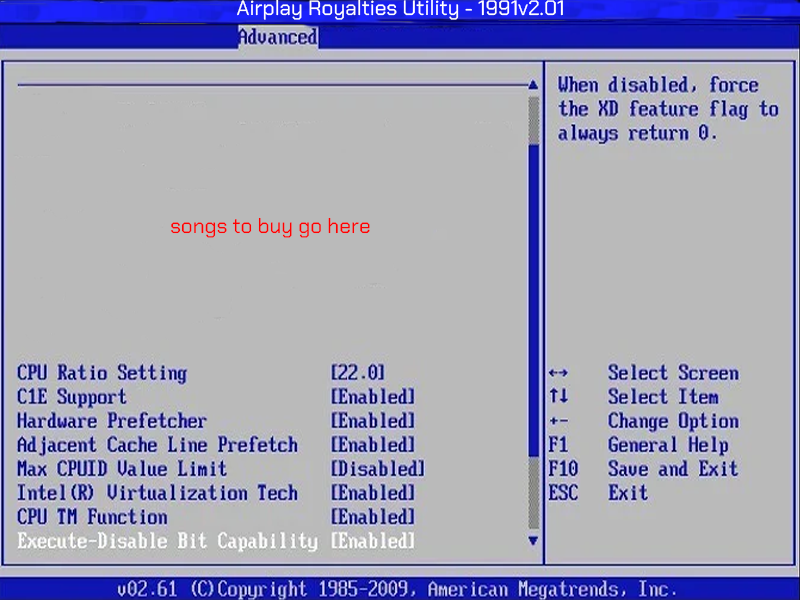 Airplay Royalties Utility - 1991v2.01
Advanced
When disabled, force
the XD feature flag to
always return 0.
songs to buy go here
CPU Ratio Setting [22.0]
C1E Support [Enabled]
Hardware Prefetcher [Enabled]
Adjacent Cache Line Prefetch [Enabled]
Max CPUID Value Limit [Disabled]
Intel(R) Virtualization Tech [Enabled]
CPU TM Function [Enabled]
Execute-Disable Bit Capability [Enabled]
↔ Select Screen
↑↓ Select Item
+- Change Option
F1 General Help
F10 Save and Exit
ESC Exit
v02.61 (C)Copyright 1985-2009, American Megatrends, Inc.